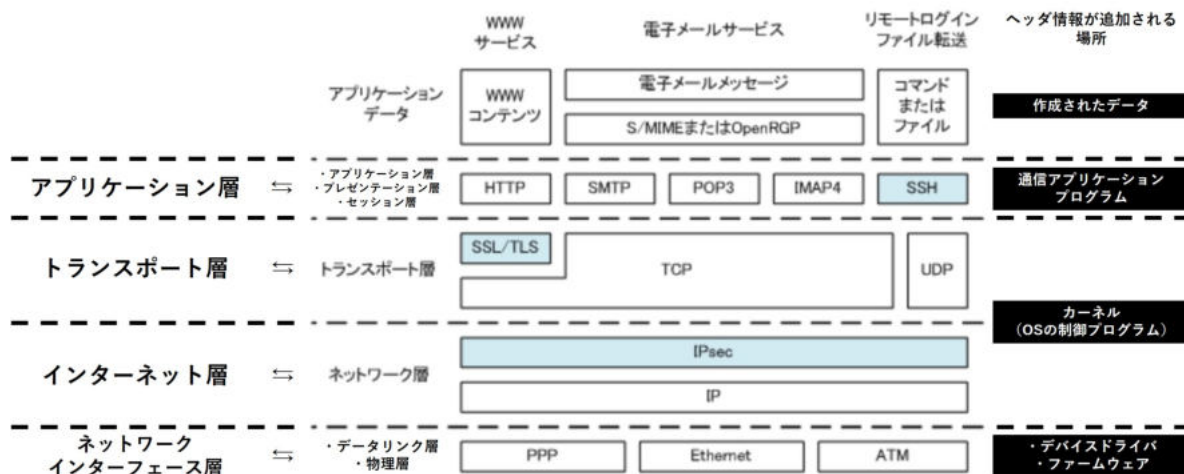 WWW
サービス
電子メールサービス
リモートログイン
ファイル転送
ヘッダ情報が追加される
場所
アプリケーション
データ
WWW
コンテンツ
電子メールメッセージ
S/MIMEまたはOpenRGP
コマンド
または
ファイル
作成されたデータ
アプリケーション層
⇆
・アプリケーション層
・プレゼンテーション層
・セッション層
HTTP
SMTP
POP3
IMAP4
SSH
通信アプリケーション
プログラム
トランスポート層
⇆
トランスポート層
SSL/TLS
TCP
UDP
カーネル
(OSの制御プログラム)
インターネット層
⇆
ネットワーク層
IPsec
IP
ネットワーク
インターフェース層
⇆
・データリンク層
・物理層
PPP
Ethernet
ATM
・デバイスドライバ
・ファームウェア